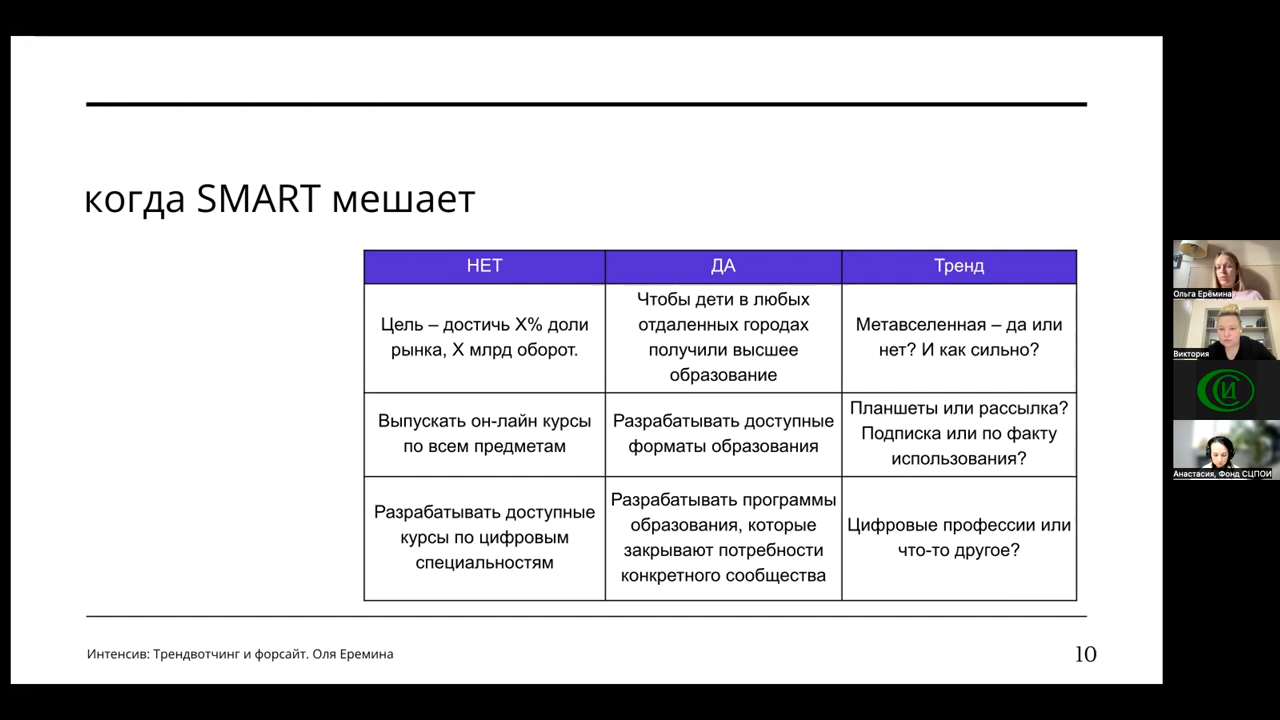 когда SMART мешает
НЕТ
ДА
Тренд
Цель – достичь X% доли
рынка, X млрд оборот.
Чтобы дети в любых
отдаленных городах
получили высшее
образование
Метавселенная – да или
нет? И как сильно?
Выпускать он-лайн курсы
по всем предметам
Разрабатывать доступные
форматы образования
Планшеты или рассылка?
Подписка или по факту
использования?
Разрабатывать доступные
курсы по цифровым
специальностям
Разрабатывать программы
образования, которые
закрывают потребности
конкретного сообщества
Цифровые профессии или
что-то другое?
Интенсив: Трендвотчинг и форсайт. Оля Еремина
10
Ольга Ерёмина
Виктория
СИЦ
Анастасия, Фонд СЦПОИ